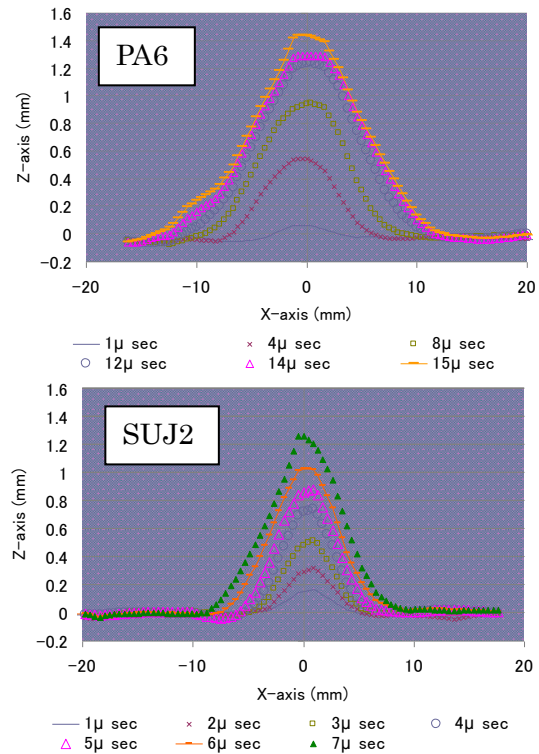 1.6
PA6
1.4
1.2
1
0.8
0.6
0.4
0.2
0
−0.2
Z-axis (mm)
−20 −10 0 10 20
X-axis (mm)
1μ sec 4μ sec 8μ sec
12μ sec 14μ sec 15μ sec
1.6
SUJ2
1.4
1.2
1
0.8
0.6
0.4
0.2
0
−0.2
Z-axis (mm)
−20 −10 0 10 20
X-axis (mm)
1μ sec 2μ sec 3μ sec 4μ sec
5μ sec 6μ sec 7μ sec